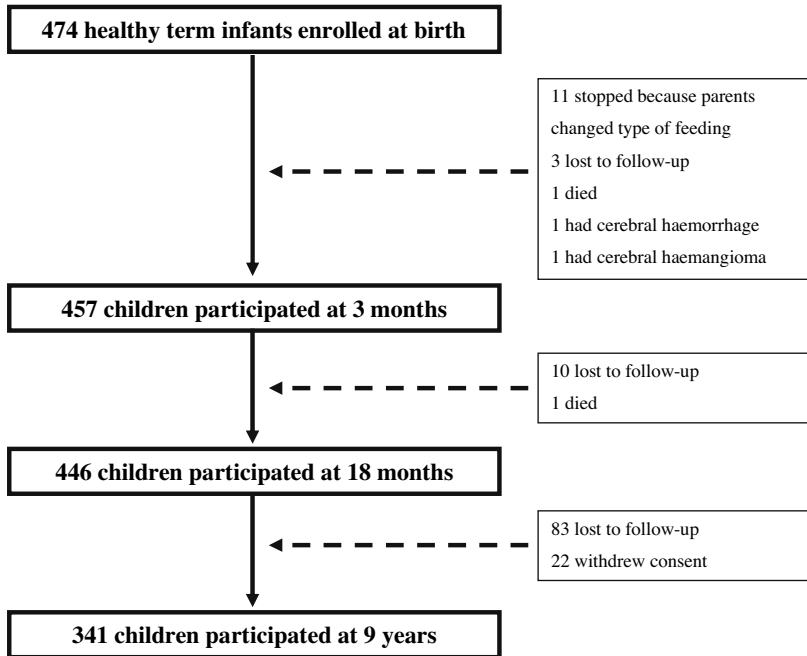 474 healthy term infants enrolled at birth
11 stopped because parents
changed type of feeding
3 lost to follow-up
1 died
1 had cerebral haemorrhage
1 had cerebral haemangioma
457 children participated at 3 months
10 lost to follow-up
1 died
446 children participated at 18 months
83 lost to follow-up
22 withdrew consent
341 children participated at 9 years